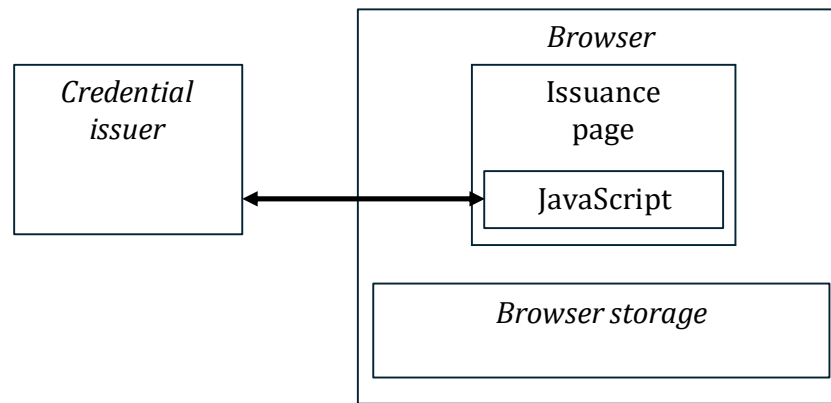 Browser
Credential
issuer
Issuance
page
JavaScript
Browser storage